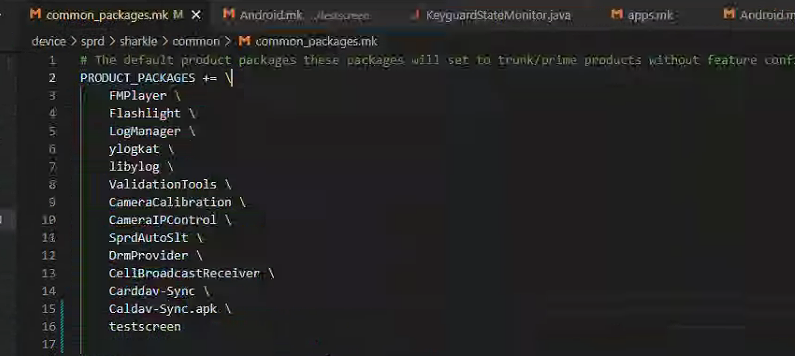 common_packages.mk M Android.mk .../testscreen KeyguardStateMonitor.java apps.mk Android.m
device > sprd > sharkle > common > common_packages.mk
1 # The default product packages these packages will set to trunk/prime products without feature conf
2 PRODUCT_PACKAGES += \
3 FMPlayer \
4 Flashlight \
5 LogManager \
6 ylogkat \
7 libylog \
8 ValidationTools \
9 CameraCalibration \
10 CameraIPControl \
11 SprdAutoSlt \
12 DrmProvider \
13 CellBroadcastReceiver \
14 Carddav-Sync \
15 Caldav-Sync.apk \
16 testscreen
17